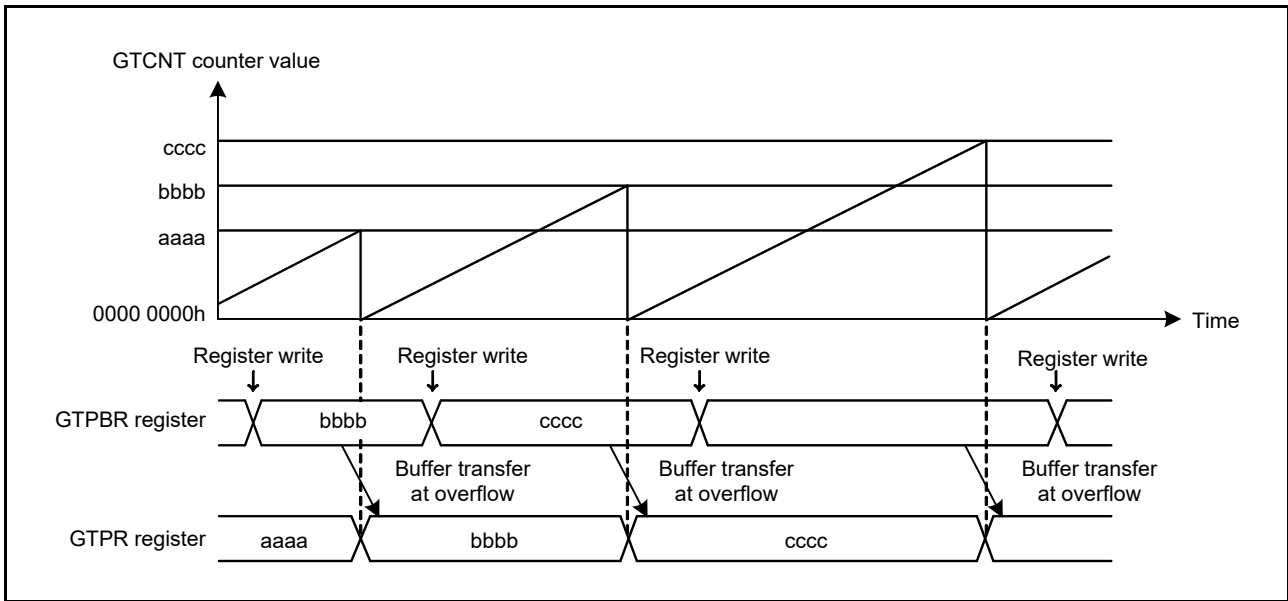 GTCNT counter value
cccc
bbbb
aaaa
0000 0000h
Time
Register write
Register write
Register write
Register write
GTPBR register
bbbb
cccc
Buffer transfer
at overflow
Buffer transfer
at overflow
Buffer transfer
at overflow
GTPR register
aaaa
bbbb
cccc